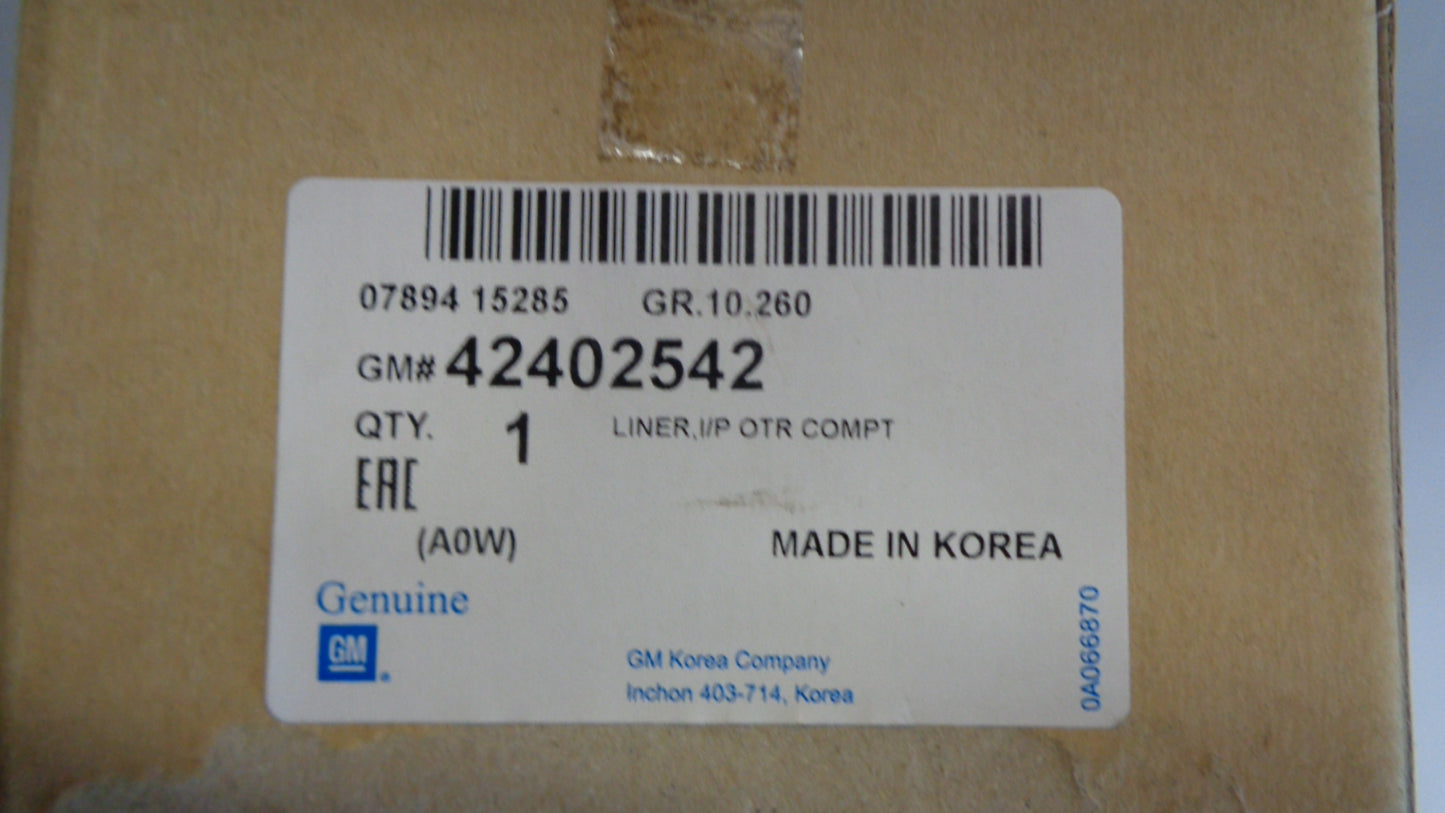 07894 15285 GR.10.260
GM# 42402542
QTY. 1 LINER,I/P OTR COMPT
EAC
(A0W) MADE IN KOREA
Genuine
GM
GM Korea Company
Inchon 403-714, Korea
0A066870